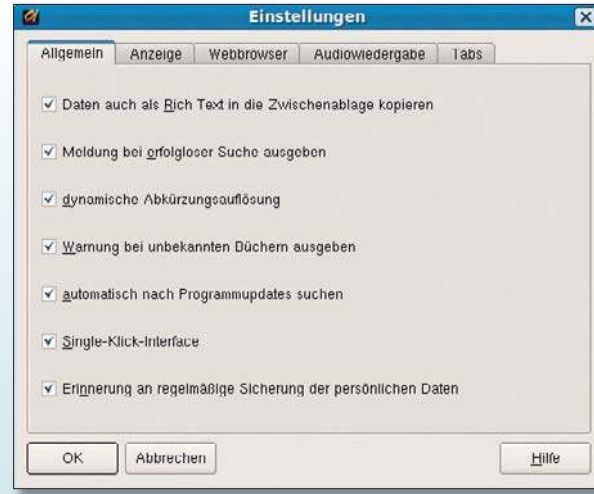 Einstellungen
Allgemein Anzeige Webbrowser Audiowiedergabe Tabs
Daten auch als Rich Text in die Zwischenablage kopieren
Meldung bei erfolgloser Suche ausgeben
dynamische Abkürzungsauflösung
Warnung bei unbekannten Büchern ausgeben
automatisch nach Programmupdates suchen
Single-Klick-Interface
Erinnerung an regelmäßige Sicherung der persönlichen Daten
OK Abbrechen Hilfe